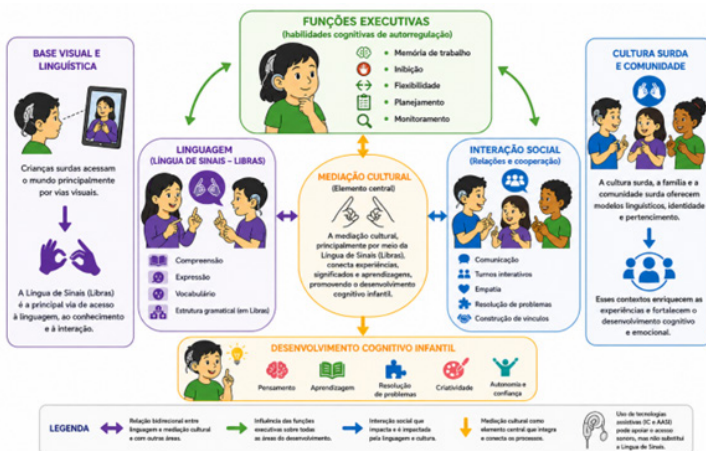 FUNÇÕES EXECUTIVAS
(habilidades cognitivas de autorregulação)
Memória de trabalho
Inibição
Flexibilidade
Planejamento
Monitoramento
BASE VISUAL E
LINGUÍSTICA
Crianças surdas acessam
o mundo principalmente
por vias visuais.
A Língua de Sinais (Libras)
é a principal via de acesso
à linguagem, ao conhecimento
e à interação.
LINGUAGEM
(LÍNGUA DE SINAIS – LIBRAS)
Compreensão
Expressão
Vocabulário
Estrutura gramatical (em Libras)
MEDIAÇÃO CULTURAL
(Elemento central)
A mediação cultural,
principalmente por meio da
Língua de Sinais (Libras),
conecta experiências,
significados e aprendizagens,
promovendo o desenvolvimento
cognitivo infantil.
INTERAÇÃO SOCIAL
(Relações e cooperação)
Comunicação
Turnos interativos
Empatia
Resolução de problemas
Construção de vínculos
CULTURA SURDA
E COMUNIDADE
A cultura surda, a família e a
comunidade surda oferecem
modelos linguísticos, identidade
e pertencimento.
Esses contextos enriquecem as
experiências e fortalecem o
desenvolvimento cognitivo
e emocional.
DESENVOLVIMENTO COGNITIVO INFANTIL
Pensamento
Aprendizagem
Resolução
de problemas
Criatividade
Autonomia e
confiança
LEGENDA
Relação bidirecional entre
linguagem e mediação cultural
e com outras áreas.
Influência das funções
executivas sobre todas
as áreas do desenvolvimento.
Interação social que
impacta e é impactada
pela linguagem e cultura.
Mediação cultural como
elemento central que integra
e conecta os processos.
Uso de tecnologias
assistivas (IC e AASI)
pode apoiar o acesso
sonoro, mas não substitui
a Língua de Sinais.